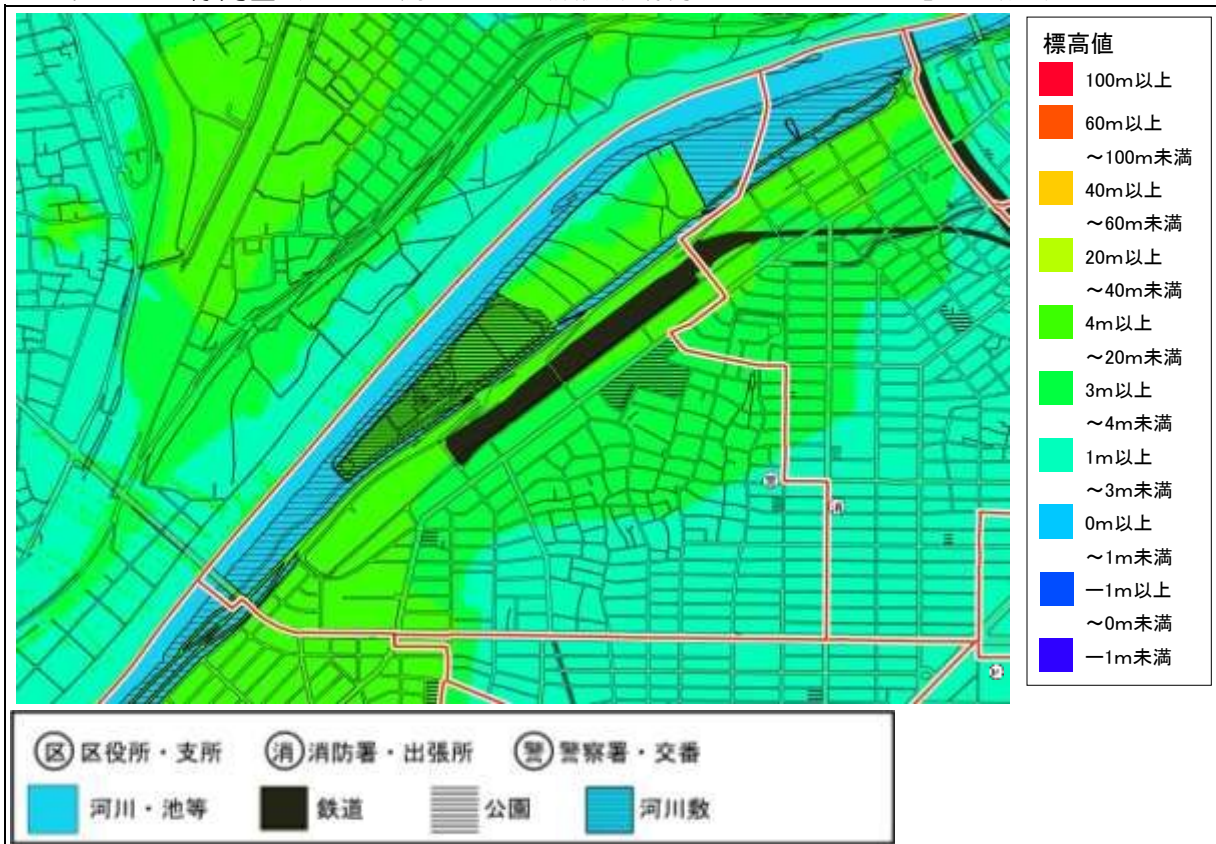 標高値
100m以上
60m以上
～100m未満
40m以上
～60m未満
20m以上
～40m未満
4m以上
～20m未満
3m以上
～4m未満
1m以上
～3m未満
0m以上
～1m未満
－1m以上
～0m未満
－1m未満
区 区役所・支所 消 消防署・出張所 警 警察署・交番
河川・池等 鉄道 公園 河川敷